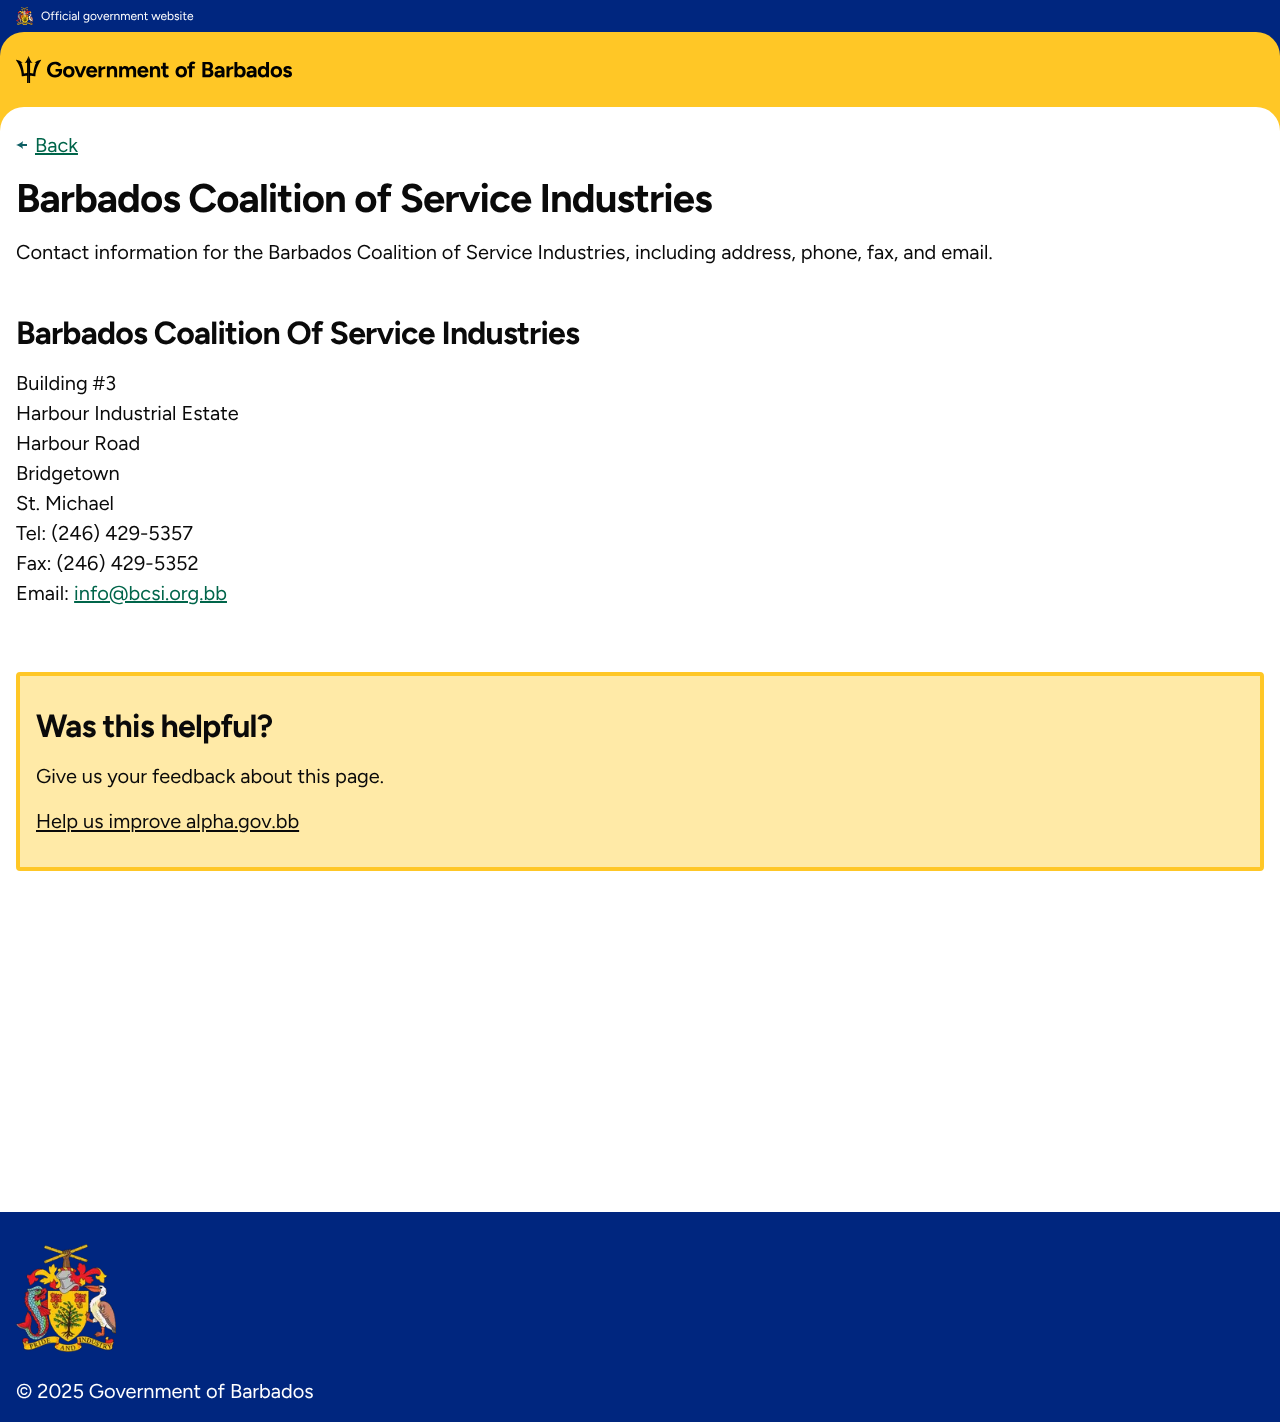 Official government website
Government of Barbados
Back
Barbados Coalition of Service Industries
Contact information for the Barbados Coalition of Service Industries, including address, phone, fax, and email.
Barbados Coalition Of Service Industries
Building #3
Harbour Industrial Estate
Harbour Road
Bridgetown
St. Michael
Tel: (246) 429-5357
Fax: (246) 429-5352
Email: info@bcsi.org.bb
Was this helpful?
Give us your feedback about this page.
Help us improve alpha.gov.bb
PRIDE AND INDUSTRY
© 2025 Government of Barbados